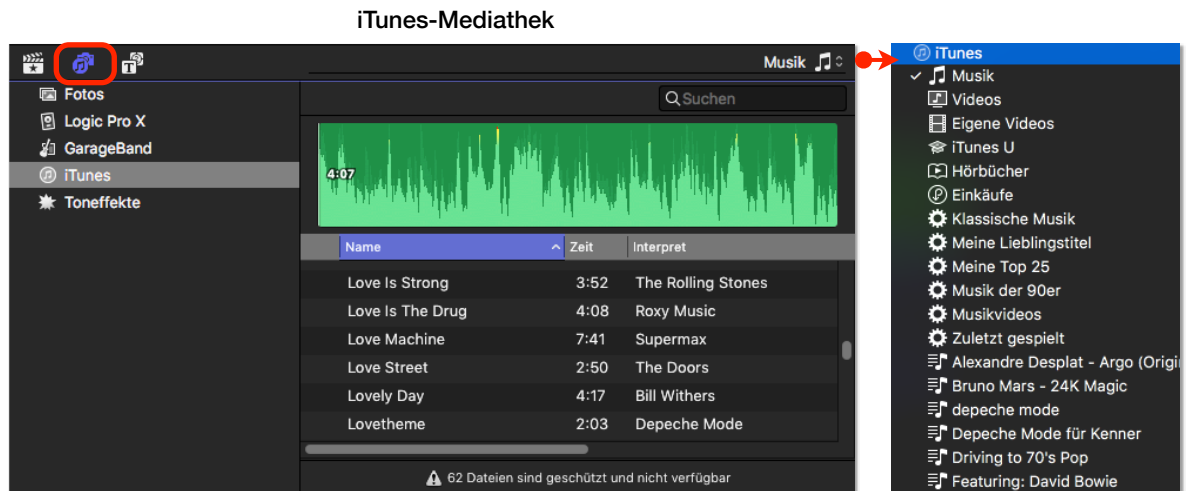 iTunes-Mediathek
Musik
Fotos
Logic Pro X
GarageBand
iTunes
Toneffekte
Suchen
4:07
Name Zeit Interpret
Love Is Strong 3:52 The Rolling Stones
Love Is The Drug 4:08 Roxy Music
Love Machine 7:41 Supermax
Love Street 2:50 The Doors
Lovely Day 4:17 Bill Withers
Lovetheme 2:03 Depeche Mode
62 Dateien sind geschützt und nicht verfügbar
iTunes
Musik
Videos
Eigene Videos
iTunes U
Hörbücher
Einkäufe
Klassische Musik
Meine Lieblingstitel
Meine Top 25
Musik der 90er
Musikvideos
Zuletzt gespielt
Alexandre Desplat - Argo (Origi
Bruno Mars - 24K Magic
depeche mode
Depeche Mode für Kenner
Driving to 70's Pop
Featuring: David Bowie